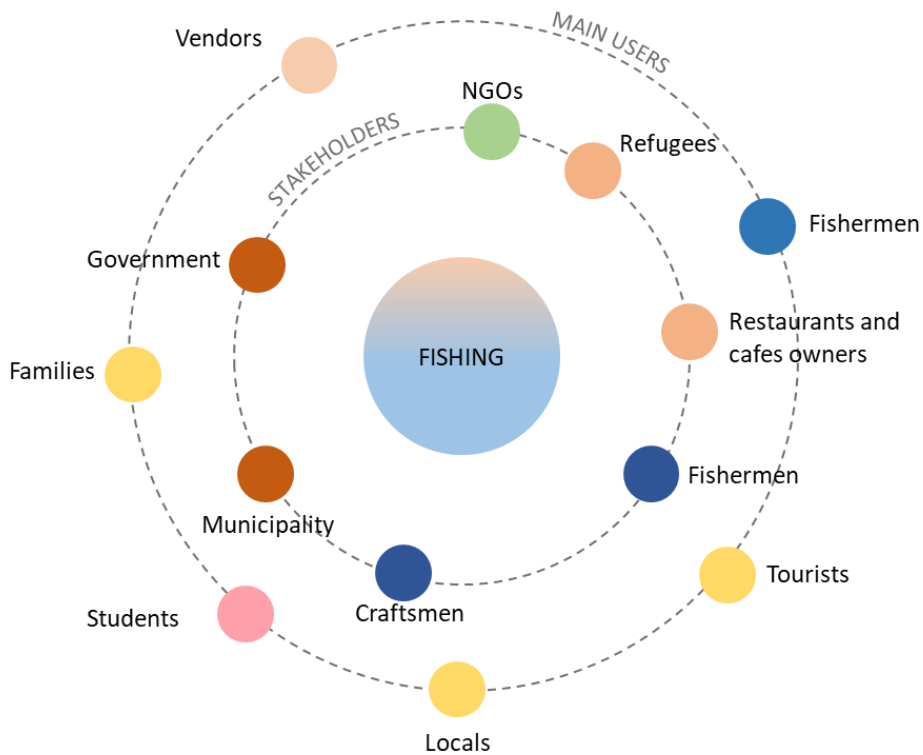 MAIN USERS
Vendors
NGOs
STAKEHOLDERS
Refugees
Fishermen
Government
Restaurants and
cafes owners
FISHING
Families
Fishermen
Municipality
Tourists
Craftsmen
Students
Locals